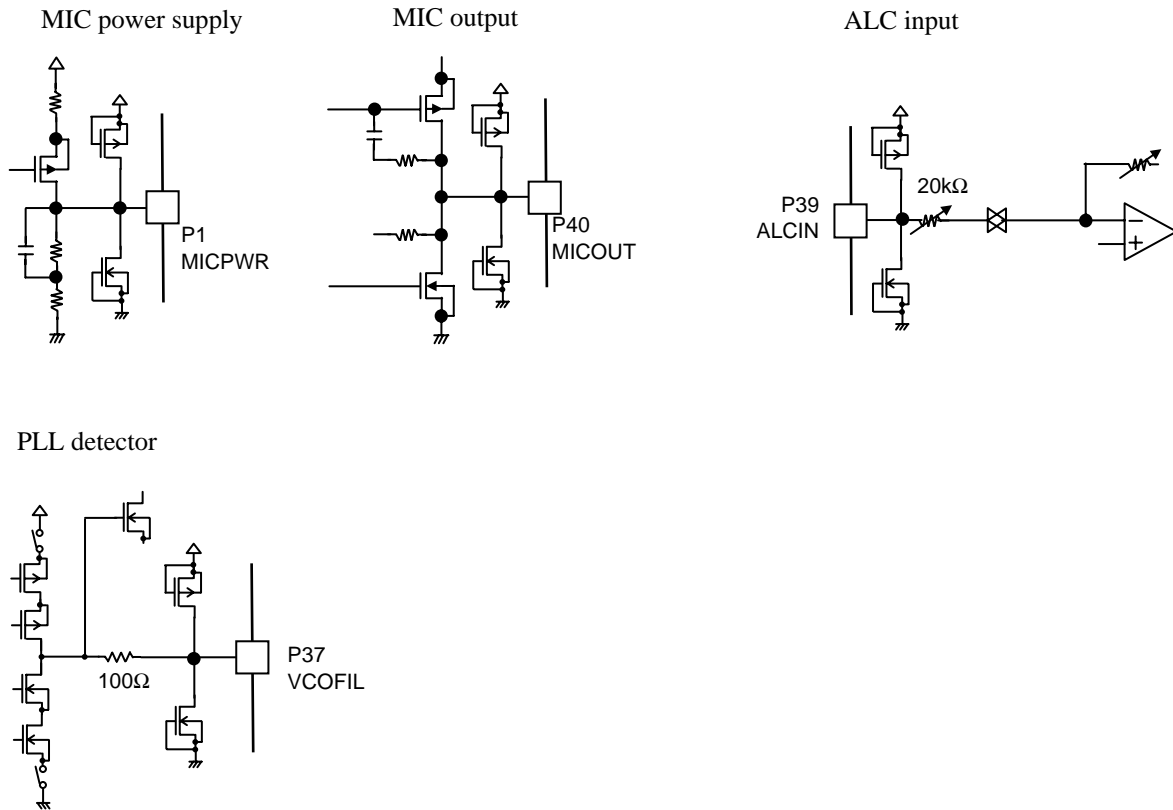 MIC power supply
MIC output
ALC input
P1
MICPWR
P40
MICOUT
P39
ALCIN
20kΩ
PLL detector
100Ω
P37
VCOFIL